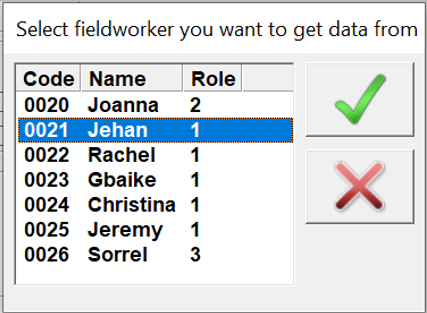 Select fieldworker you want to get data from
Code Name Role
0020 Joanna 2
0021 Jehan 1
0022 Rachel 1
0023 Gbaike 1
0024 Christina 1
0025 Jeremy 1
0026 Sorrel 3